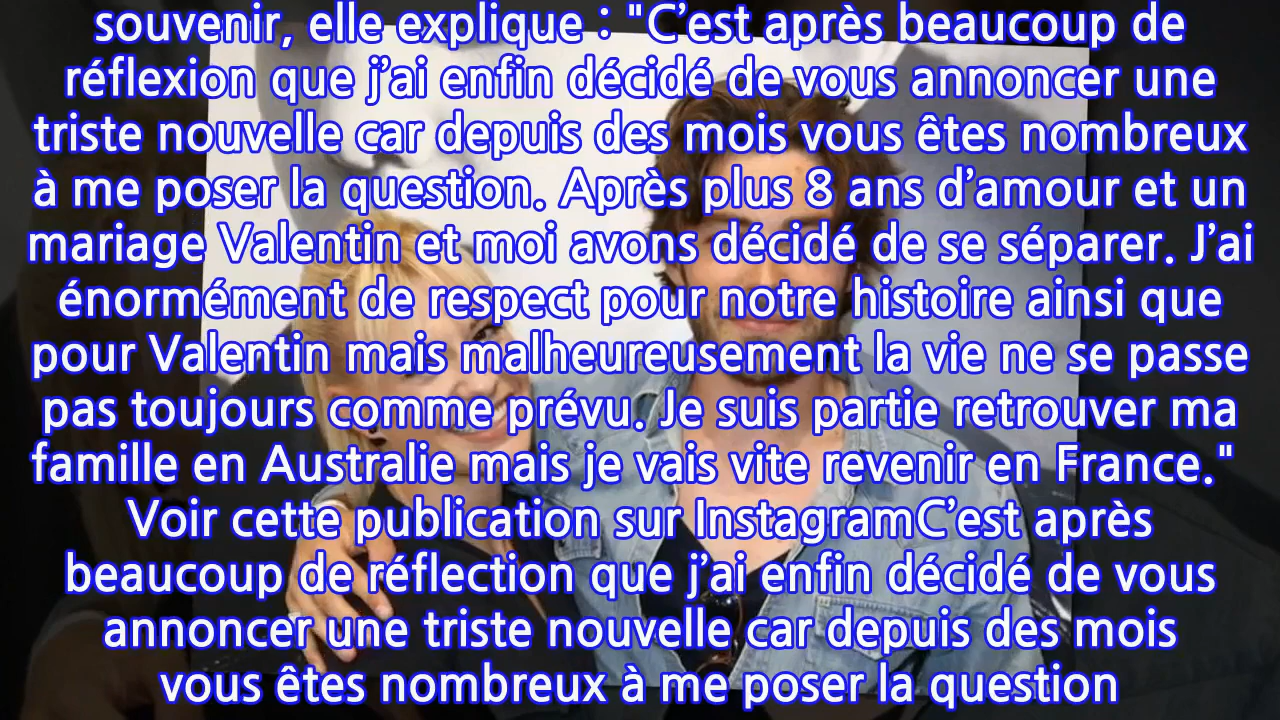 souvenir, elle explique : "C’est après beaucoup de
réflexion que j’ai enfin décidé de vous annoncer une
triste nouvelle car depuis des mois vous êtes nombreux
à me poser la question. Après plus 8 ans d’amour et un
mariage Valentin et moi avons décidé de se séparer. J’ai
énormément de respect pour notre histoire ainsi que
pour Valentin mais malheureusement la vie ne se passe
pas toujours comme prévu. Je suis partie retrouver ma
famille en Australie mais je vais vite revenir en France."
Voir cette publication sur InstagramC’est après
beaucoup de réflection que j’ai enfin décidé de vous
annoncer une triste nouvelle car depuis des mois
vous êtes nombreux à me poser la question